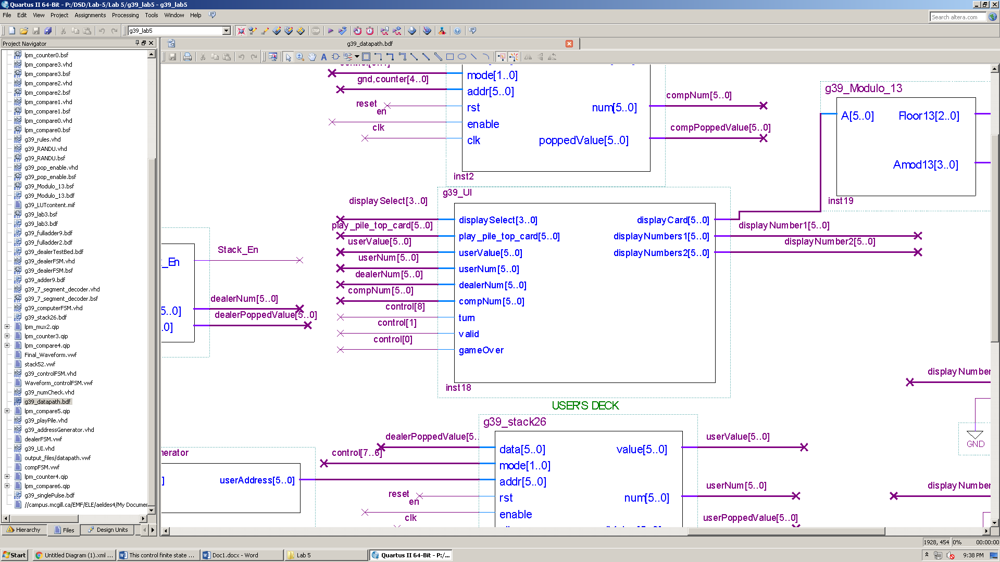 Quartus II 64-Bit - P:/DSD/Lab-5/Lab 5/g39_lab5 - g39_lab5
File Edit View Project Assignments Processing Tools Window Help
Search altera.com
g39_lab5
Project Navigator
g39_datapath.bdf
lpm_counter0.bsf
lpm_compare3.vhd
lpm_compare3.bsf
lpm_compare2.vhd
lpm_compare2.bsf
lpm_compare1.vhd
lpm_compare1.bsf
lpm_compare0.vhd
lpm_compare0.bsf
g39_rules.vhd
g39_RANDU.vhd
g39_RANDU.bsf
g39_pop_enable.vhd
g39_pop_enable.bsf
g39_Modulo_13.bsf
g39_Modulo_13.bdf
g39_LUTcontent.mif
g39_lab3.bsf
g39_lab3.bdf
g39_fulladder9.bdf
g39_fulladder2.bdf
g39_dealerTestBed.bdf
g39_dealerFSM.vhd
g39_dealerFSM.bsf
g39_adder9.bdf
g39_7_segment_decoder.vhd
g39_7_segment_decoder.bsf
g39_computerFSM.vhd
g39_stack26.bdf
lpm_mux2.qip
lpm_counter3.qip
lpm_compare4.qip
Final_Waveform.vwf
stack52.vwf
g39_controlFSM.vhd
Waveform_controlFSM.vwf
g39_numCheck.vhd
g39_datapath.bdf
lpm_compare5.qip
g39_playPile.vhd
g39_addressGenerator.vhd
dealerFSM.vwf
g39_UI.vhd
output_files/datapath.vwf
compFSM.vwf
lpm_counter4.qip
lpm_compare6.qip
g39_singlePulse.bdf
//campus.mcgill.ca/EMF/ELE/aeldes4/My Documen
Hierarchy Files Design Units
mode[1..0]
gnd,counter[4..0]
addr[5..0]
reset
rst
en
enable
clk
clk
num[5..0]
compNum[5..0]
poppedValue[5..0]
compPoppedValue[5..0]
inst2
g39_Modulo_13
A[5..0] Floor13[2..0]
Amod13[3..0]
inst19
g39_UI
displaySelect[3..0]
displaySelect[3..0]
play_pile_top_card[5..0]
play_pile_top_card[5..0]
userValue[5..0]
userValue[5..0]
userNum[5..0]
userNum[5..0]
dealerNum[5..0]
dealerNum[5..0]
compNum[5..0]
compNum[5..0]
control[8]
turn
control[1]
valid
control[0]
gameOver
displayCard[5..0]
displayNumbers1[5..0]
displayNumber1[5..0]
displayNumbers2[5..0]
displayNumber2[5..0]
inst18
_En
Stack_En
5..0]
dealerNum[5..0]
.0]
dealerPoppedValue[5..0]
USER'S DECK
g39_stack26
dealerPoppedValue[5..
data[5..0]
control[7..6]
mode[1..0]
addr[5..0]
reset
rst
en
enable
clk
value[5..0]
userValue[5..0]
num[5..0]
userNum[5..0]
userPoppedValue[5..0]
nerator
]
userAddress[5..0]
displayNumber
GND
displayNumber
1928, 454 0% 00:00:00
Start Untitled Diagram (1).xml ... This control finite state ... Doc1.docx - Word Lab 5 Quartus II 64-Bit - P:/... 9:38 PM